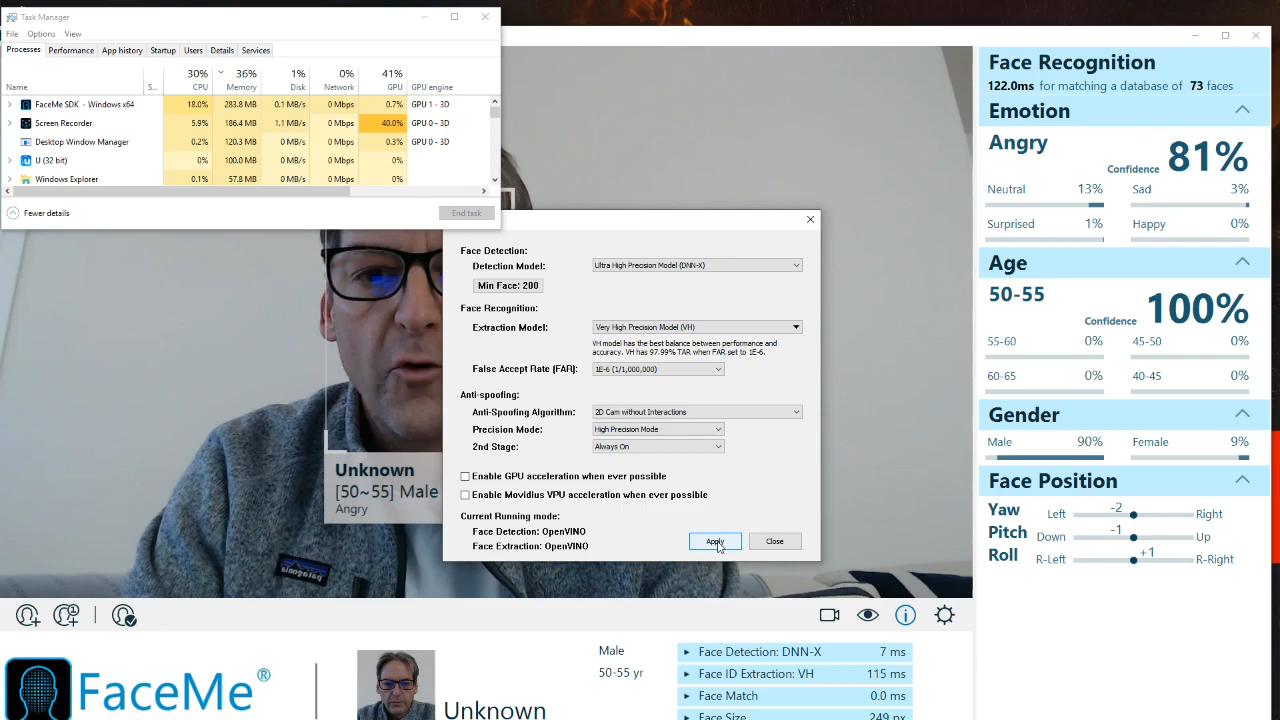 Task Manager
File Options View
Processes Performance App history Startup Users Details Services
30% 36% 1% 0% 41%
Name S... CPU Memory Disk Network GPU GPU engine
FaceMe SDK - Windows x64 18.0% 283.8 MB 0.1 MB/s 0 Mbps 0.7% GPU 1 - 3D
Screen Recorder 5.9% 186.4 MB 1.1 MB/s 0 Mbps 40.0% GPU 0 - 3D
Desktop Window Manager 0.2% 120.3 MB 0 MB/s 0 Mbps 0.3% GPU 0 - 3D
U (32 bit) 0% 100.0 MB 0 MB/s 0 Mbps 0%
Windows Explorer 0.1% 57.8 MB 0 MB/s 0 Mbps 0%
Fewer details End task
Face Detection:
Detection Model: Ultra High Precision Model (DNN-X)
Min Face: 200
Face Recognition:
Extraction Model: Very High Precision Model (VH)
VH model has the best balance between performance and
accuracy. VH has 97.99% TAR when FAR set to 1E-6.
False Accept Rate (FAR): 1E-6 (1/1,000,000)
Anti-spoofing:
Anti-Spoofing Algorithm: 2D Cam without Interactions
Precision Mode: High Precision Mode
2nd Stage: Always On
Enable GPU acceleration when ever possible
Enable Movidius VPU acceleration when ever possible
Current Running mode:
Face Detection: OpenVINO
Face Extraction: OpenVINO
Apply Close
Unknown
[50~55] Male
Angry
patagonia
Face Recognition
122.0ms for matching a database of 73 faces
Emotion
Angry Confidence 81%
Neutral 13% Sad 3%
Surprised 1% Happy 0%
Age
50-55 Confidence 100%
55-60 0% 45-50 0%
60-65 0% 40-45 0%
Gender
Male 90% Female 9%
Face Position
Yaw Left -2 Right
Pitch Down -1 Up
Roll R-Left +1 R-Right
FaceMe®
Unknown
Male
50-55 yr
Face Detection: DNN-X 7 ms
Face ID Extraction: VH 115 ms
Face Match 0.0 ms
Face Size 249 px